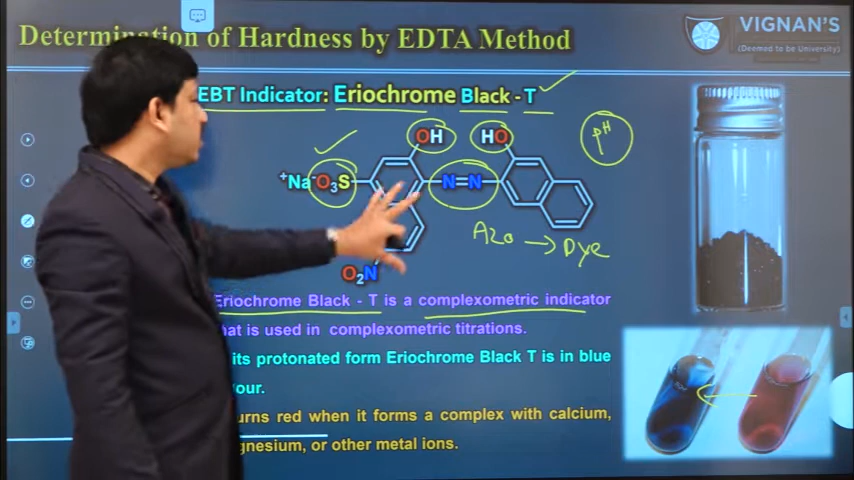 Determination of Hardness by EDTA Method
VIGNAN'S
(Deemed to be University)
EBT Indicator: Eriochrome Black - T
OH HO
pH
+Na-O3S
N=N
Azo → Dye
O2N
Eriochrome Black - T is a complexometric indicator
hat is used in complexometric titrations.
its protonated form Eriochrome Black T is in blue
our.
urns red when it forms a complex with calcium,
gnesium, or other metal ions.